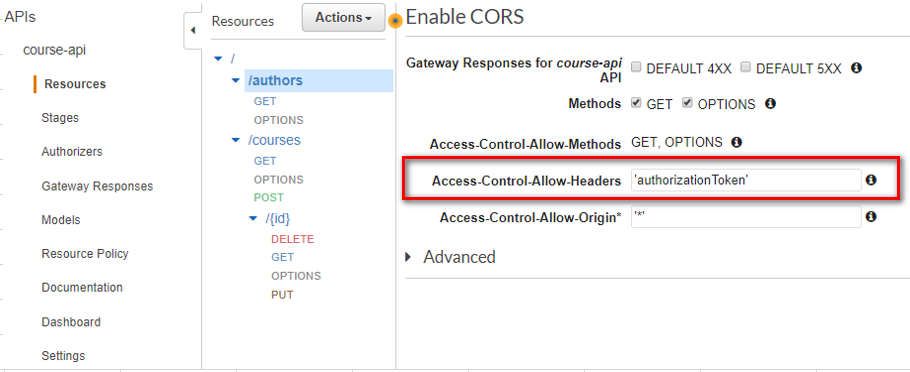 APIs
course-api
Resources
Stages
Authorizers
Gateway Responses
Models
Resource Policy
Documentation
Dashboard
Settings
Resources
Actions
/
/authors
GET
OPTIONS
/courses
GET
OPTIONS
POST
/{id}
DELETE
GET
OPTIONS
PUT
Enable CORS
Gateway Responses for course-api API DEFAULT 4XX DEFAULT 5XX
Methods GET OPTIONS
Access-Control-Allow-Methods GET, OPTIONS
Access-Control-Allow-Headers 'authorizationToken'
Access-Control-Allow-Origin* '*'
Advanced